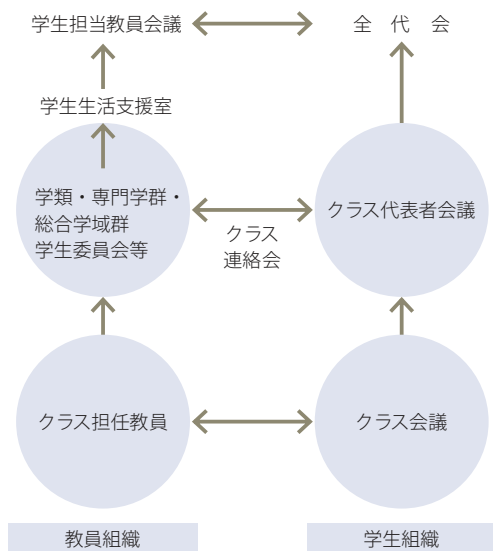 学生担当教員会議
全 代 会
学生生活支援室
学類・専門学群・
総合学域群
学生委員会等
クラス代表者会議
クラス
連絡会
クラス担任教員
クラス会議
教員組織
学生組織